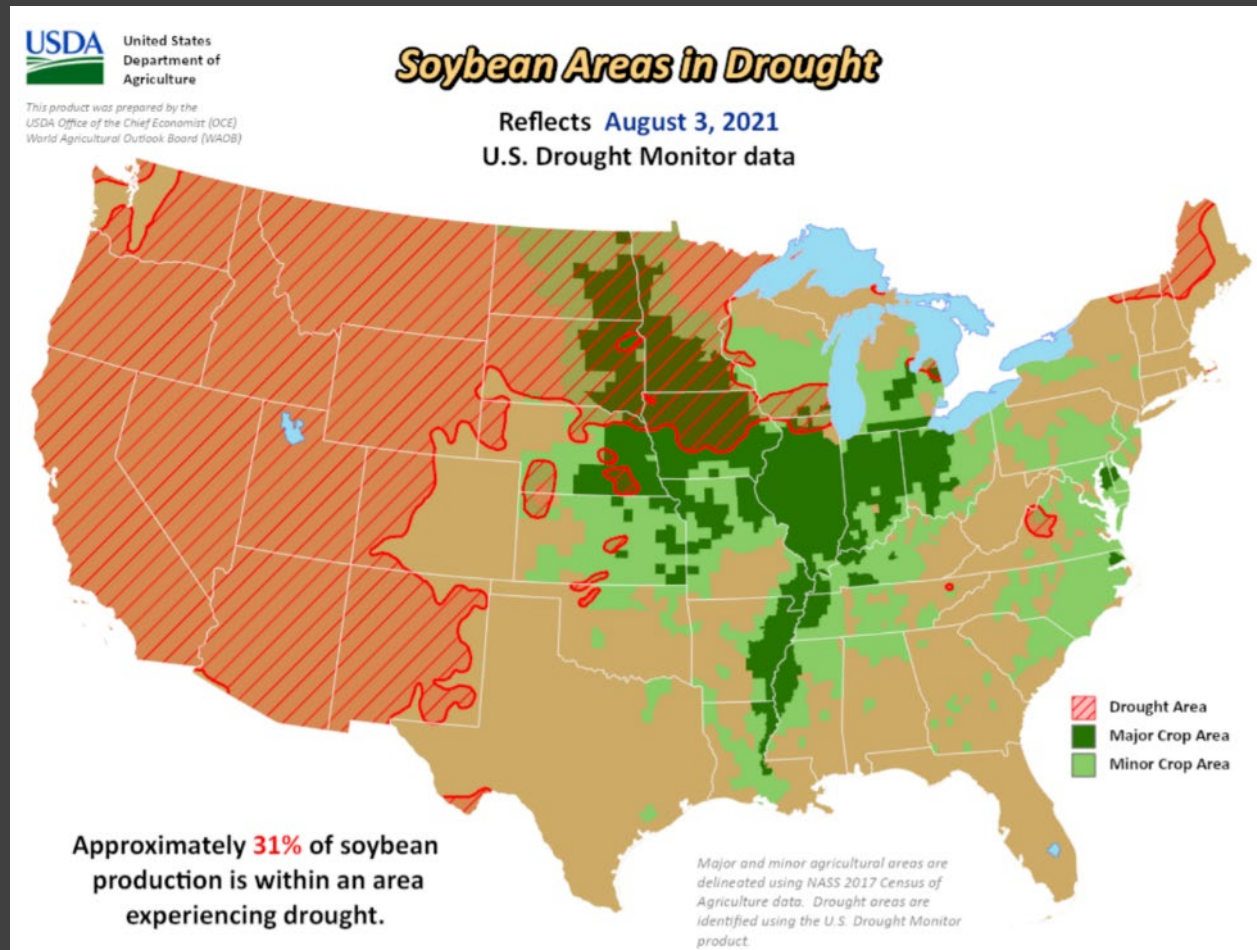 USDA
United States
Department of
Agriculture
This product was prepared by the
USDA Office of the Chief Economist (OCE)
World Agricultural Outlook Board (WAOB)
Soybean Areas in Drought
Reflects August 3, 2021
U.S. Drought Monitor data
Drought Area
Major Crop Area
Minor Crop Area
Approximately 31% of soybean
production is within an area
experiencing drought.
Major and minor agricultural areas are
delineated using NASS 2017 Census of
Agriculture data. Drought areas are
identified using the U.S. Drought Monitor
product.